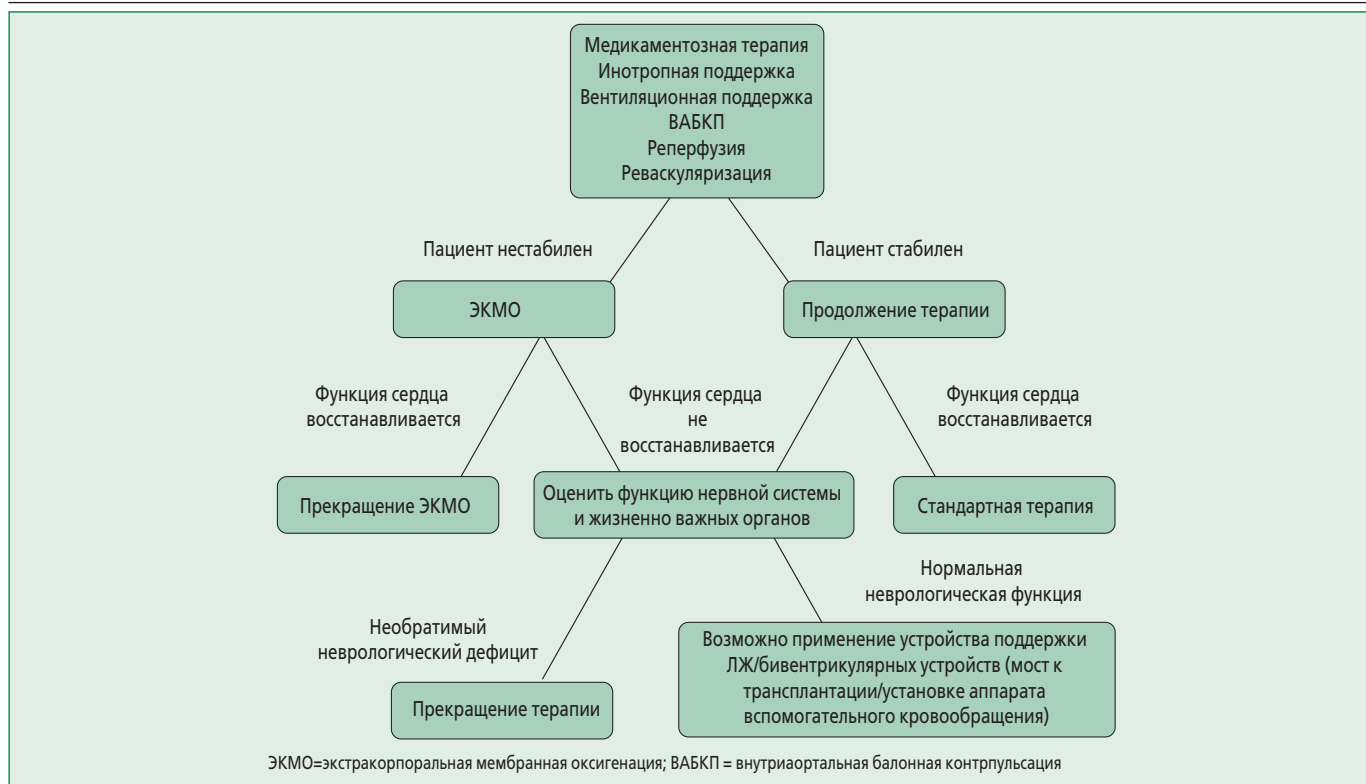 Медикаментозная терапия
Инотропная поддержка
Вентиляционная поддержка
ВАБКП
Реперфузия
Реваскуляризация
Пациент нестабилен
Пациент стабилен
ЭКМО
Продолжение терапии
Функция сердца
восстанавливается
Функция сердца
не
восстанавливается
Функция сердца
восстанавливается
Прекращение ЭКМО
Оценить функцию нервной системы
и жизненно важных органов
Стандартная терапия
Необратимый
неврологический дефицит
Нормальная
неврологическая функция
Прекращение терапии
Возможно применение устройства поддержки
ЛЖ/бивентрикулярных устройств (мост к
трансплантации/установке аппарата
вспомогательного кровообращения)
ЭКМО=экстракорпоральная мембранная оксигенация; ВАБКП = внутриаортальная балонная контрпульсация